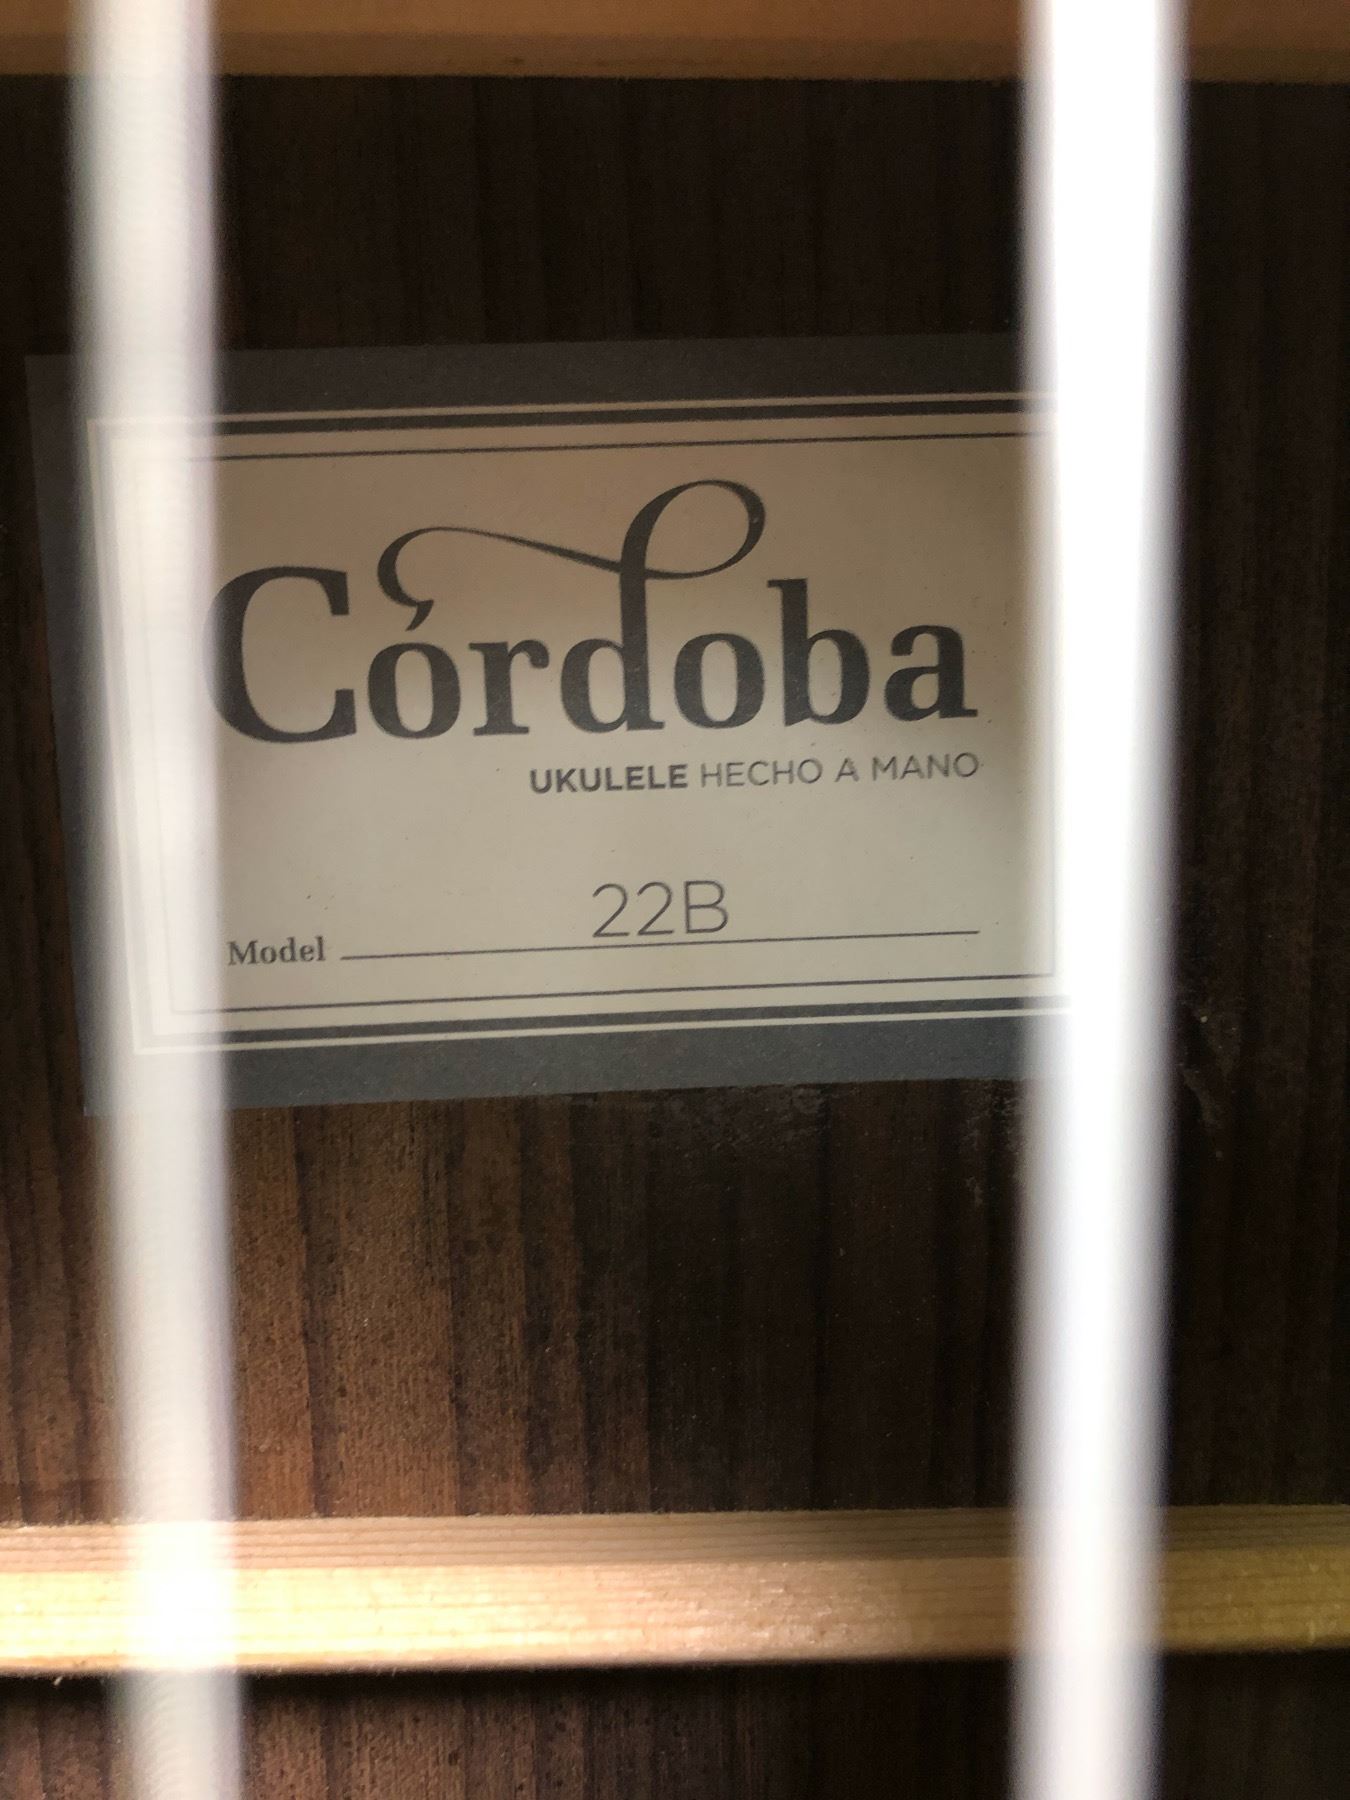 Córdoba
UKULELE HECHO A MANO
22B
Model